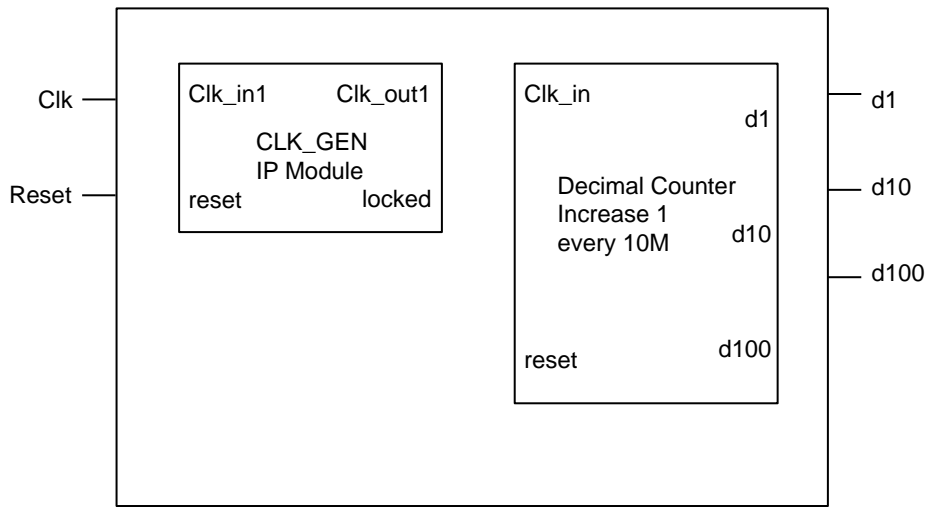 Clk
Reset
Clk_in1
Clk_out1
CLK_GEN
IP Module
reset
locked
Clk_in
d1
Decimal Counter
Increase 1
every 10M
d10
reset
d100
d1
d10
d100